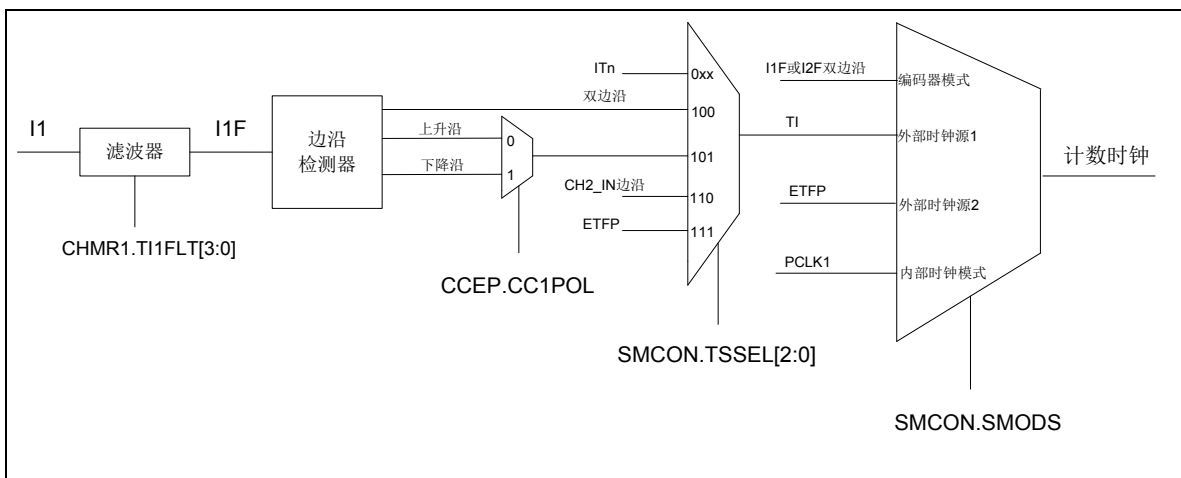 I1
滤波器
CHMR1.TI1FLT[3:0]
I1F
边沿
检测器
双边沿
上升沿
下降沿
0
1
CCEP.CC1POL
ITn
CH2_IN边沿
ETFP
0xx
100
101
110
111
SMCON.TSSEL[2:0]
TI
I1F或I2F双边沿
ETFP
PCLK1
编码器模式
外部时钟源1
外部时钟源2
内部时钟模式
SMCON.SMODS
计数时钟